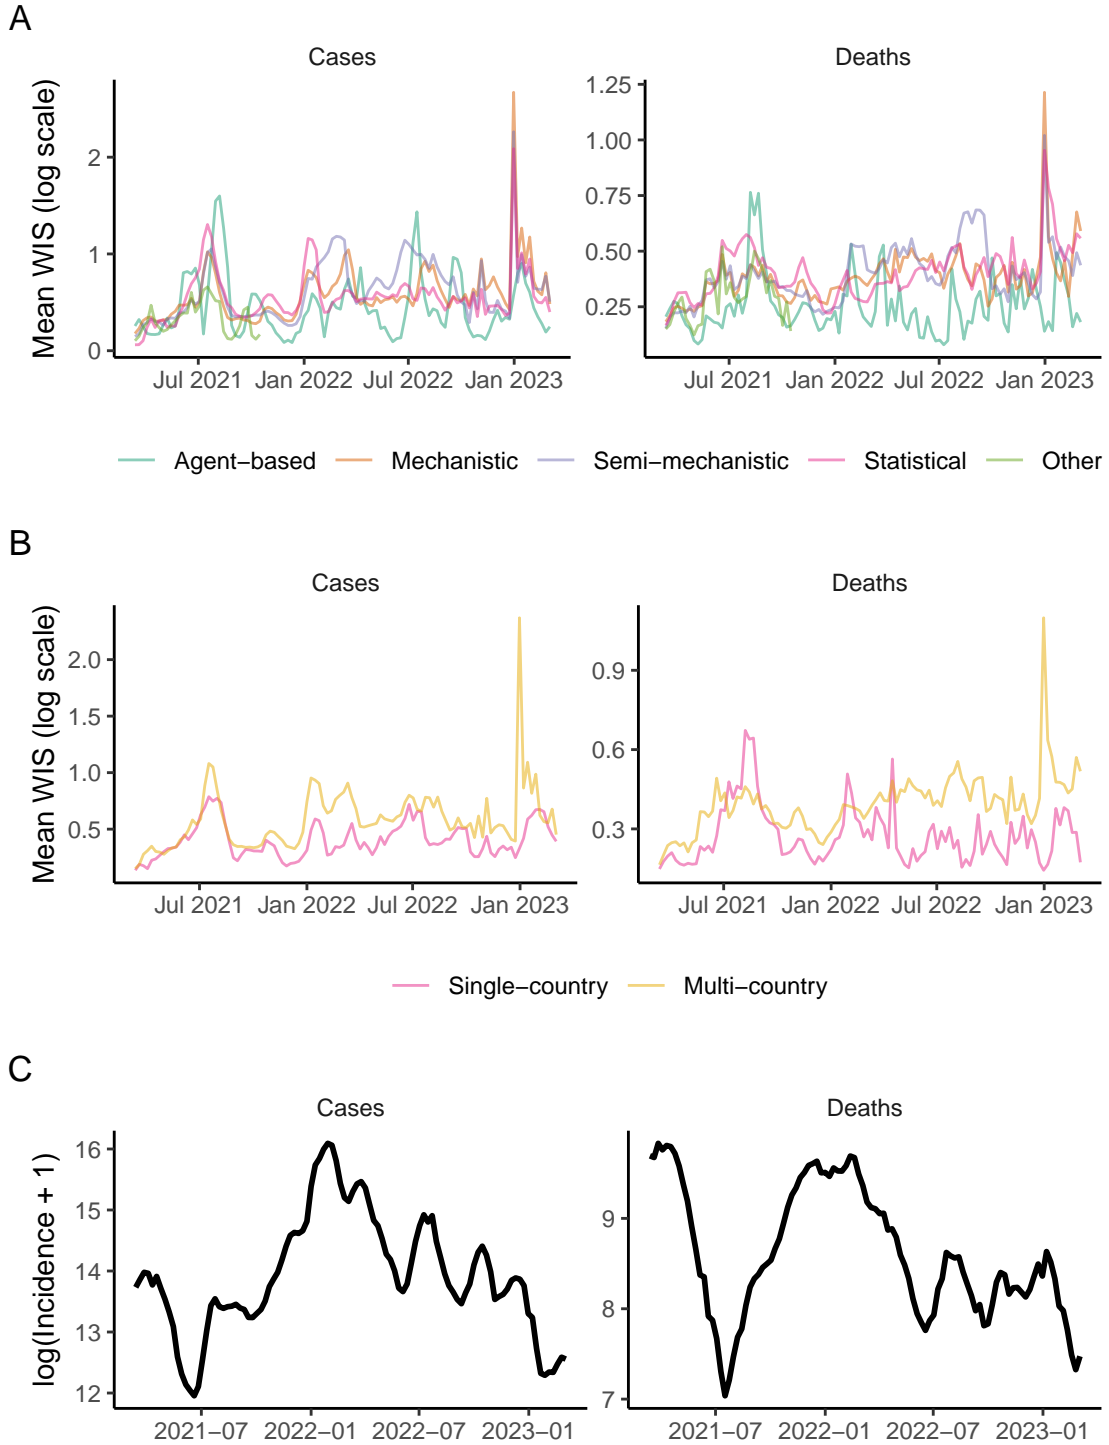 A
Cases
Deaths
Mean WIS (log scale)
2
1
0
1.25
1.00
0.75
0.50
0.25
Jul 2021 Jan 2022 Jul 2022 Jan 2023
Jul 2021 Jan 2022 Jul 2022 Jan 2023
Agent−based Mechanistic Semi−mechanistic Statistical Other
B
Cases
Deaths
Mean WIS (log scale)
2.0
1.5
1.0
0.5
0.9
0.6
0.3
Jul 2021 Jan 2022 Jul 2022 Jan 2023
Jul 2021 Jan 2022 Jul 2022 Jan 2023
Single−country Multi−country
C
Cases
Deaths
log(Incidence + 1)
16
15
14
13
12
9
8
7
2021−07 2022−01 2022−07 2023−01
2021−07 2022−01 2022−07 2023−01